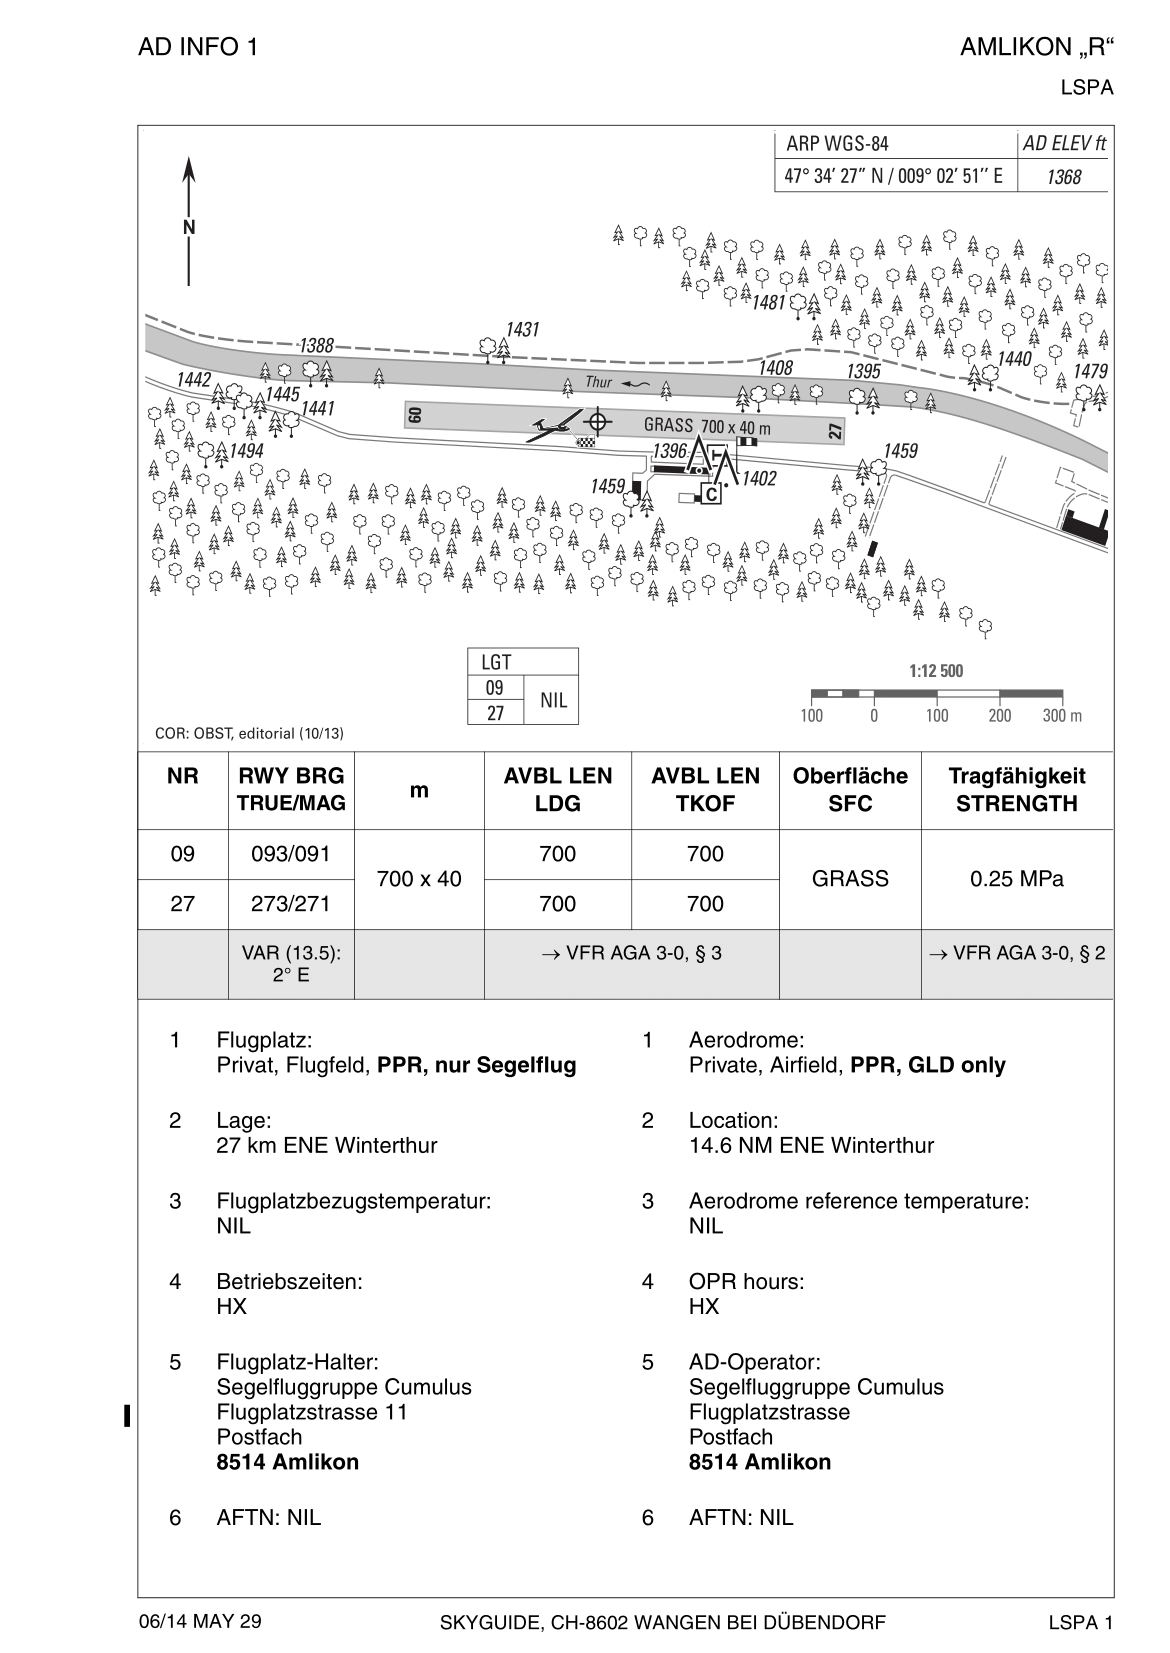 AD INFO 1
AMLIKON „R“
LSPA
ARP WGS-84
AD ELEV ft
47° 34’ 27’’ N / 009° 02’ 51’’ E
1368
N
1481
1431
1388
1440
1408
1395
1479
1442
Thur
1445
1441
09
GRASS 700 x 40 m
27
1494
1396
T
1459
1402
1459
C
LGT
09
NIL
27
1:12 500
100 0 100 200 300 m
COR: OBST, editorial (10/13)
NR
RWY BRG
TRUE/MAG
m
AVBL LEN
LDG
AVBL LEN
TKOF
Oberfläche
SFC
Tragfähigkeit
STRENGTH
09
093/091
700 x 40
700
700
GRASS
0.25 MPa
27
273/271
700
700
VAR (13.5):
2° E
→ VFR AGA 3-0, § 3
→ VFR AGA 3-0, § 2
1 Flugplatz:
Privat, Flugfeld, PPR, nur Segelflug
2 Lage:
27 km ENE Winterthur
3 Flugplatzbezugstemperatur:
NIL
4 Betriebszeiten:
HX
5 Flugplatz-Halter:
Segelfluggruppe Cumulus
Flugplatzstrasse 11
Postfach
8514 Amlikon
6 AFTN: NIL
1 Aerodrome:
Private, Airfield, PPR, GLD only
2 Location:
14.6 NM ENE Winterthur
3 Aerodrome reference temperature:
NIL
4 OPR hours:
HX
5 AD-Operator:
Segelfluggruppe Cumulus
Flugplatzstrasse
Postfach
8514 Amlikon
6 AFTN: NIL
06/14 MAY 29
SKYGUIDE, CH-8602 WANGEN BEI DÜBENDORF
LSPA 1